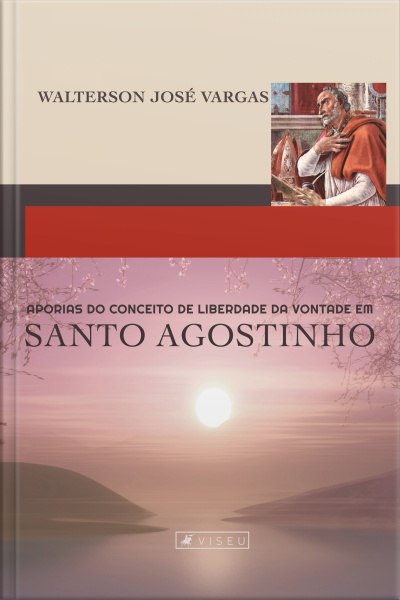 WALTERSON JOSÉ VARGAS
APORIAS DO CONCEITO DE LIBERDADE DA VONTADE EM
SANTO AGOSTINHO
VISEU